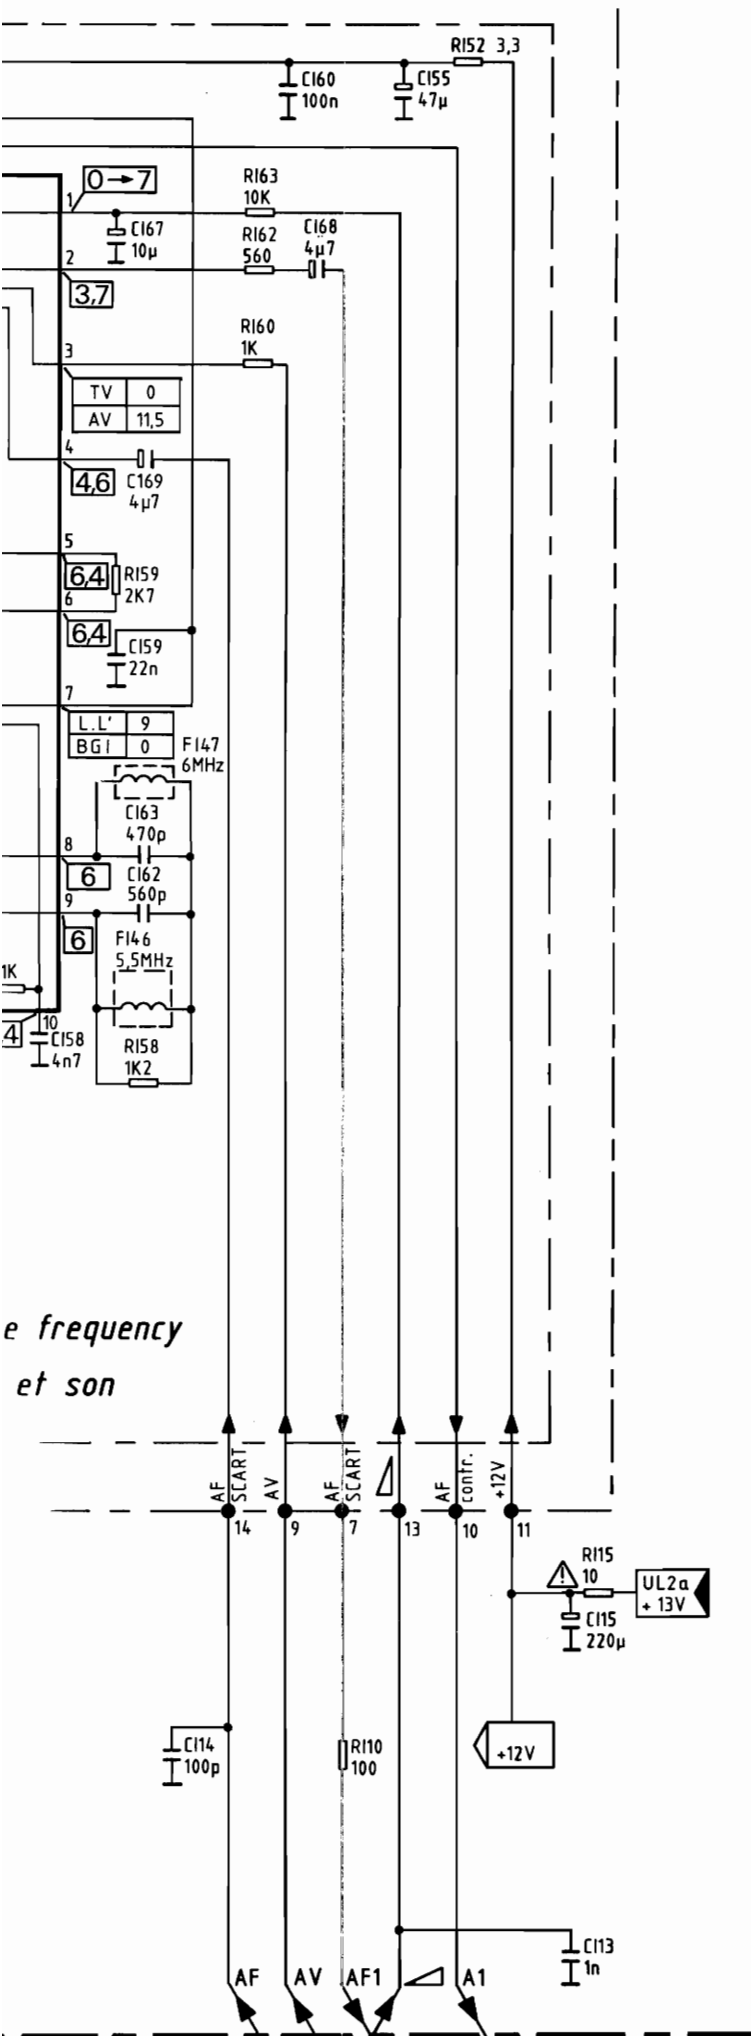 R152 3,3
C160
100n
C155
47µ
0→7
1
R163
10K
C167
10µ
2
R162
560
C168
4µ7
3,7
R160
1K
3
TV 0
AV 11,5
4
4,6
C169
4µ7
5
6,4
R159
2K7
6
6,4
C159
22n
7
L.L' 9
BGI 0
F147
6MHz
C163
470p
8
6
C162
560p
9
6
F146
5,5MHz
1K
10
4
C158
4n7
R158
1K2
e frequency
et son
AF
SCART
AV
AF
SCART
AF
contr.
+12V
14
9
7
13
10
11
R115
10
UL2a
+ 13V
C115
220µ
C114
100p
R110
100
+12V
C113
1n
AF
AV
AF1
A1